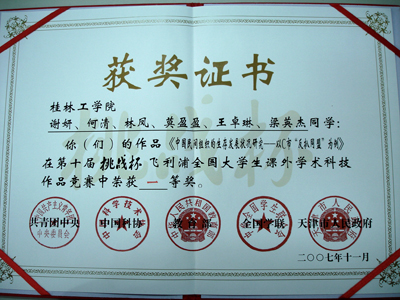 获奖证书
桂林工学院
谢妍、何清、林凤、莫盈盈、王卓琳、梁英杰同学:
你(们)的作品《中国民间组织的生存发展状况研究——以C市“反扒同盟”为例》
在第十届挑战杯飞利浦全国大学生课外学术科技
作品竞赛中荣获 一 等奖。
共青团中央 中国科协 教育部 全国学联 天津市人民政府
二〇〇七年十一月